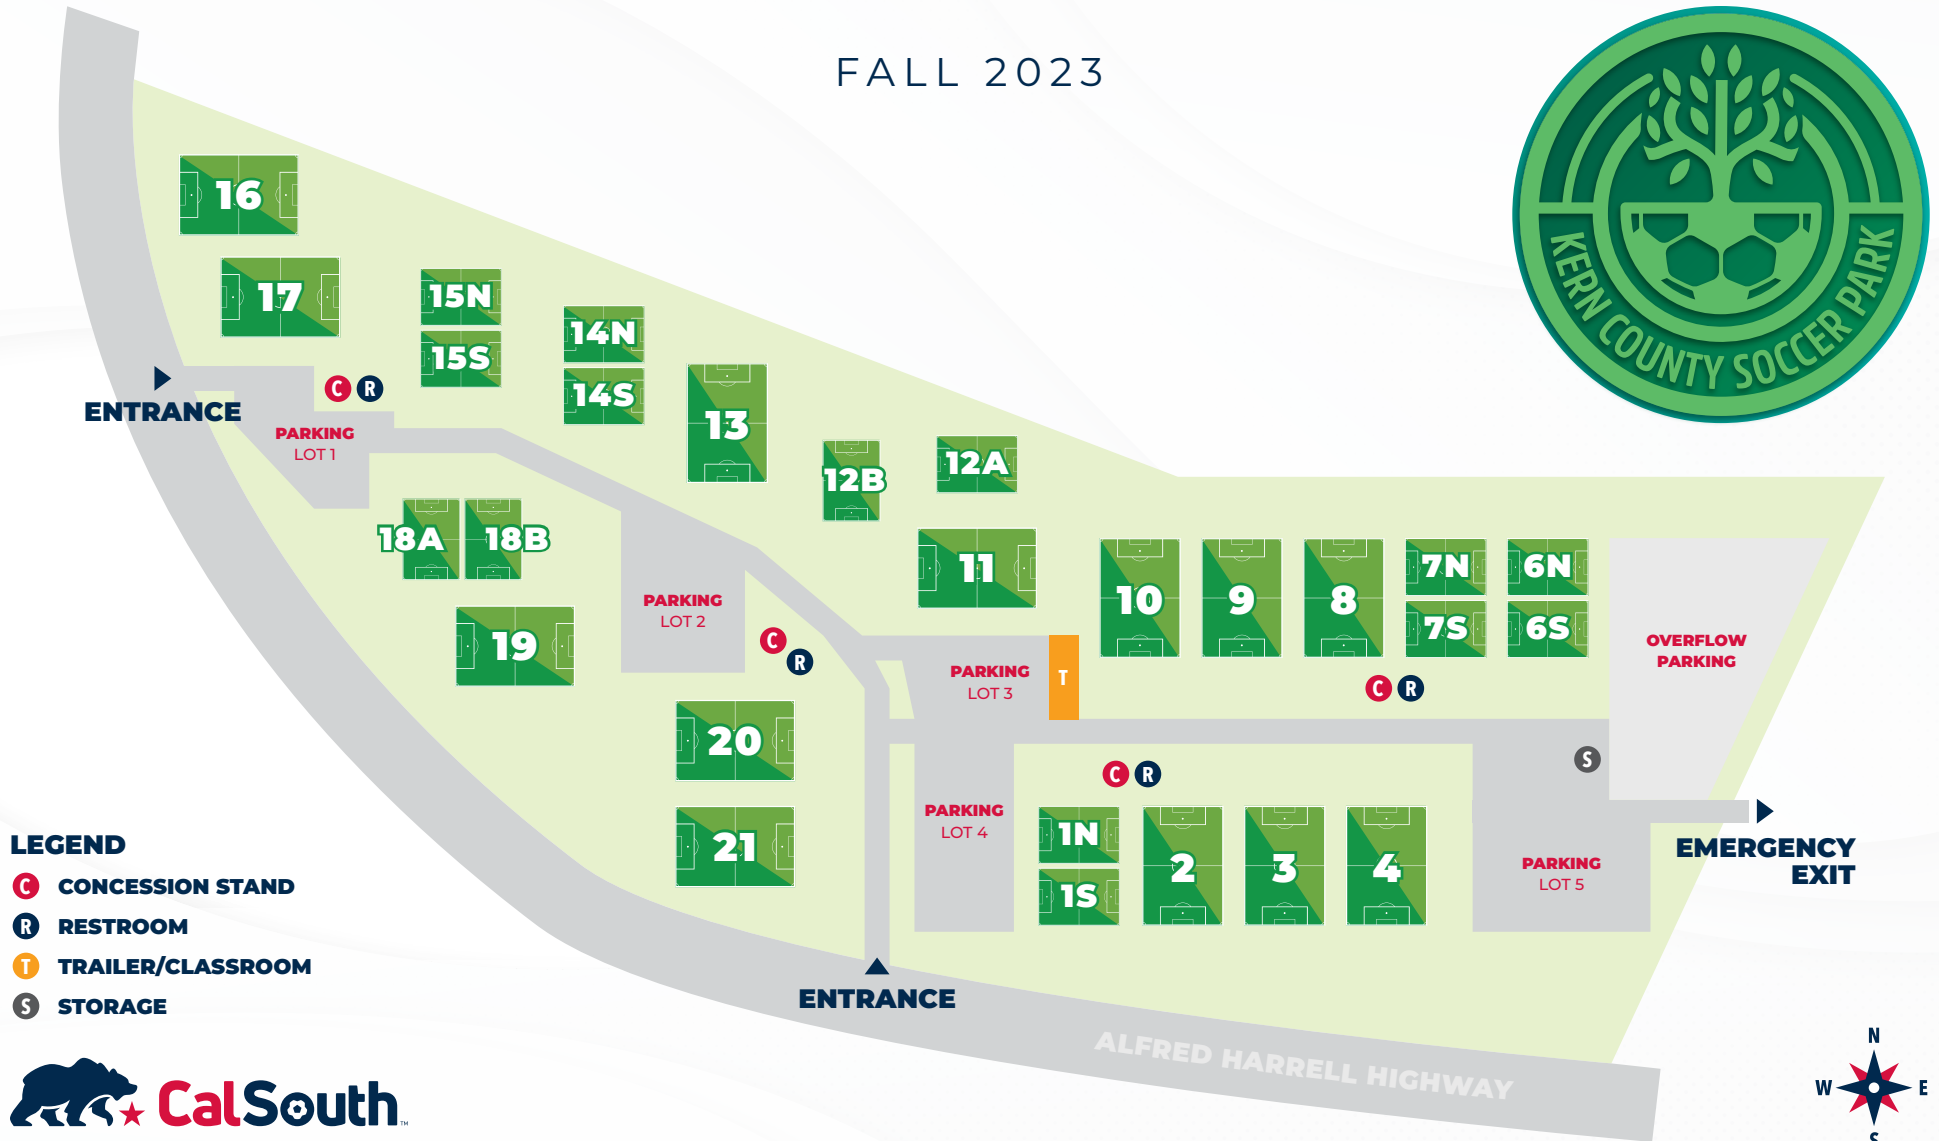 FALL 2023
KERN COUNTY SOCCER PARK
16
17
15N
15S
14N
14S
13
12B
12A
11
10
9
8
7N
6N
7S
6S
C R
ENTRANCE
PARKING
LOT 1
18A
18B
19
PARKING
LOT 2
C
R
PARKING
LOT 3
T
OVERFLOW
PARKING
C R
20
21
S
C R
PARKING
LOT 4
1N
1S
2
3
4
PARKING
LOT 5
EMERGENCY
EXIT
ENTRANCE
ALFRED HARRELL HIGHWAY
LEGEND
C CONCESSION STAND
R RESTROOM
T TRAILER/CLASSROOM
S STORAGE
CalSouth™
N
W E
S